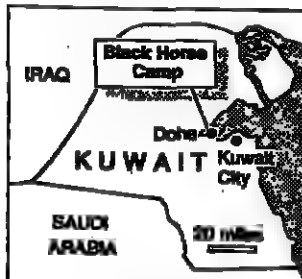 Black Horse
Camp
IRAQ
Doha
KUWAIT
Kuwait
City
SAUDI
ARABIA
20 miles